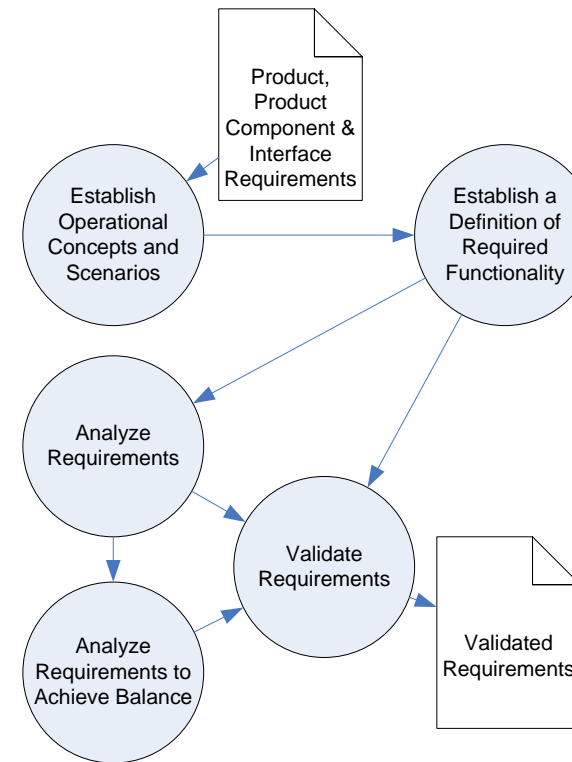 Product,
Product
Component &
Interface
Requirements
Establish
Operational
Concepts and
Scenarios
Establish a
Definition of
Required
Functionality
Analyze
Requirements
Validate
Requirements
Analyze
Requirements to
Achieve Balance
Validated
Requirements